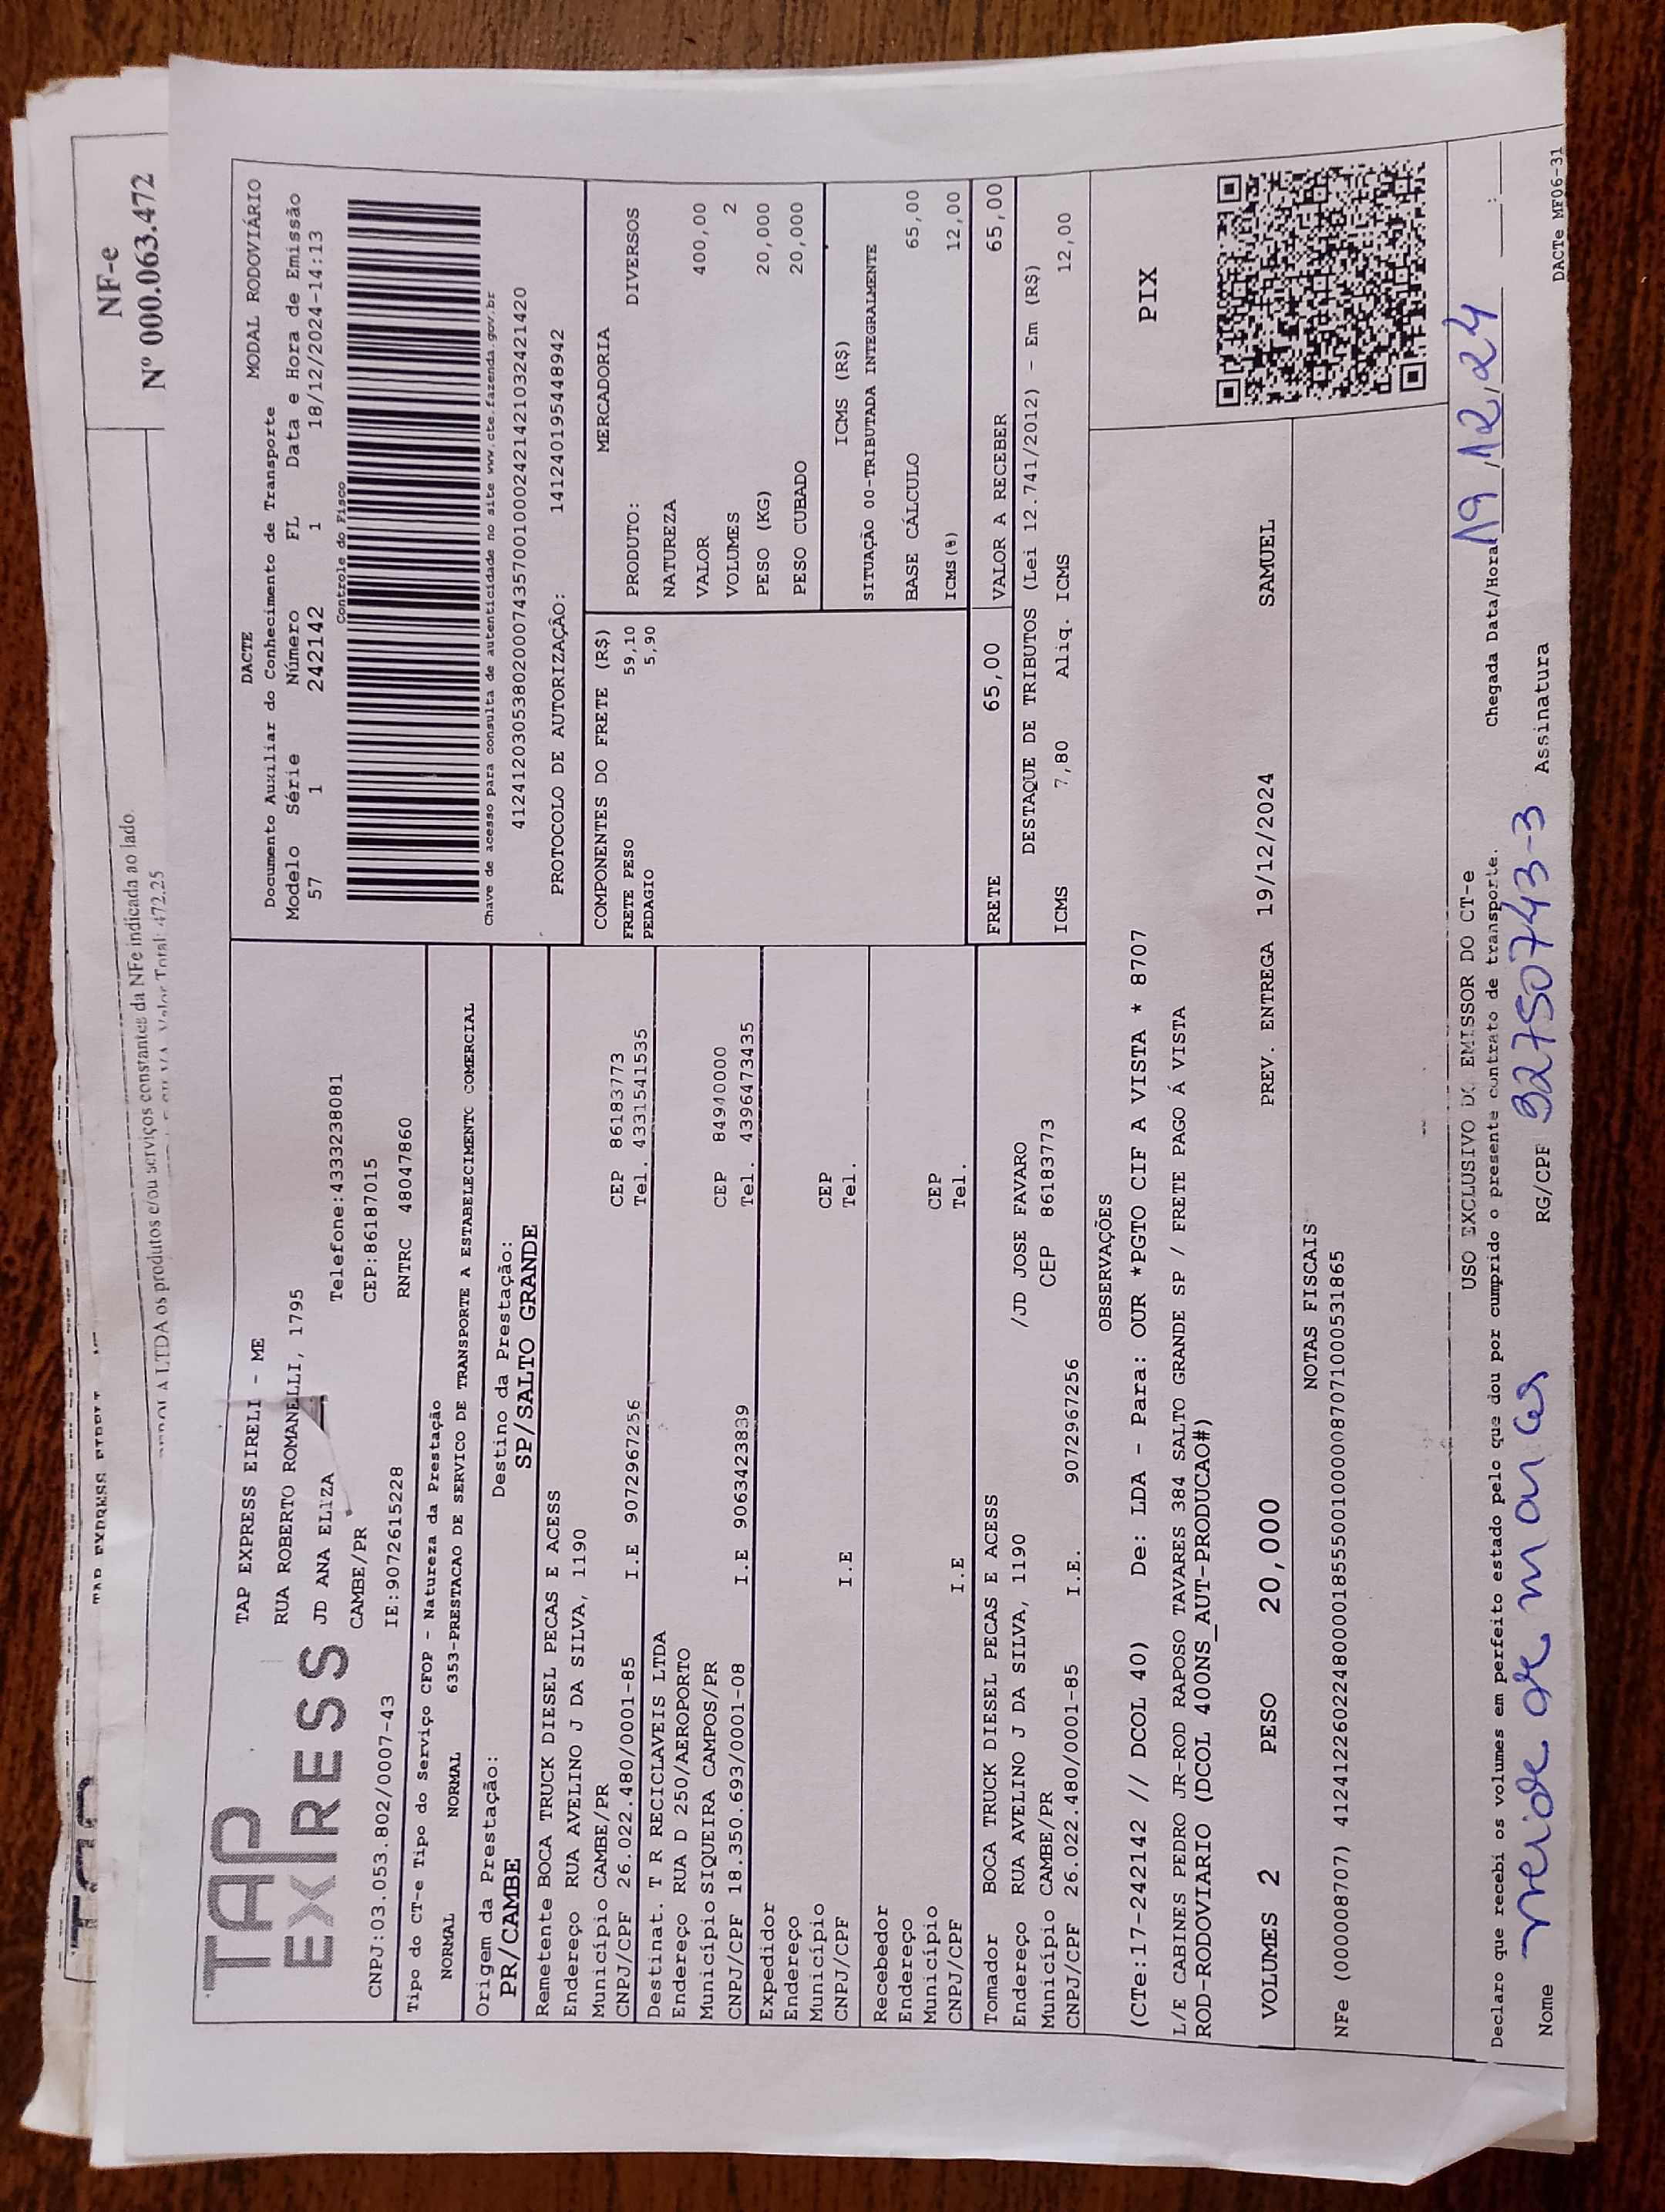 NF-e
Nº 000.063.472
LTDA os produtos e/ou serviços constantes da NFe indicada ao lado.
Valor Total: 472.25
TAP EXPRESS
TAP EXPRESS EIRELI - ME
RUA ROBERTO ROMANELLI, 1795
JD ANA ELIZA
Telefone:4333238081
CAMBE/PR
CEP:86187015
CNPJ:03.053.802/0007-43
IE:9072615228
RNTRC 48047860
DACTE
MODAL RODOVIÁRIO
Documento Auxiliar do Conhecimento de Transporte
Modelo Série Número FL Data e Hora de Emissão
57 1 242142 1 18/12/2024-14:13
Controle do Fisco
Chave de acesso para consulta de autenticidade no site www.cte.fazenda.gov.br
41241203053802000743570010002421421032421420
PROTOCOLO DE AUTORIZAÇÃO: 141240195448942
Tipo do CT-e Tipo do Serviço CFOP - Natureza da Prestação
NORMAL NORMAL 6353-PRESTACAO DE SERVICO DE TRANSPORTE A ESTABELECIMENTO COMERCIAL
Origem da Prestação: Destino da Prestação:
PR/CAMBE SP/SALTO GRANDE
Remetente BOCA TRUCK DIESEL PECAS E ACESS
Endereço RUA AVELINO J DA SILVA, 1190
Município CAMBE/PR CEP 86183773
CNPJ/CPF 26.022.480/0001-85 I.E 9072967256 Tel. 4331541535
Destinat. T R RECICLAVEIS LTDA
Endereço RUA D 250/AEROPORTO
Município SIQUEIRA CAMPOS/PR CEP 84940000
CNPJ/CPF 18.350.693/0001-08 I.E 9063423839 Tel. 4396473435
Expedidor
Endereço
Município CEP
CNPJ/CPF I.E Tel.
Recebedor
Endereço
Município CEP
CNPJ/CPF I.E Tel.
Tomador BOCA TRUCK DIESEL PECAS E ACESS /JD JOSE FAVARO
Endereço RUA AVELINO J DA SILVA, 1190
Município CAMBE/PR CEP 86183773
CNPJ/CPF 26.022.480/0001-85 I.E. 9072967256
COMPONENTES DO FRETE (R$)
FRETE PESO 59,10
PEDAGIO 5,90
MERCADORIA
PRODUTO: DIVERSOS
NATUREZA
VALOR 400,00
VOLUMES 2
PESO (KG) 20,000
PESO CUBADO 20,000
ICMS (R$)
SITUAÇÃO 00-TRIBUTADA INTEGRALMENTE
BASE CÁLCULO 65,00
ICMS(%) 12,00
FRETE 65,00 VALOR A RECEBER 65,00
DESTAQUE DE TRIBUTOS (Lei 12.741/2012) - Em (R$)
ICMS 7,80 Aliq. ICMS 12,00
OBSERVAÇÕES
(CTe:17-242142 // DCOL 40) De: LDA - Para: OUR *PGTO CIF A VISTA * 8707
L/E CABINES PEDRO JR-ROD RAPOSO TAVARES 384 SALTO GRANDE SP / FRETE PAGO Á VISTA
ROD-RODOVIARIO (DCOL 400NS_AUT-PRODUCAO#)
PIX
VOLUMES 2 PESO 20,000 PREV. ENTREGA 19/12/2024 SAMUEL
NOTAS FISCAIS
NFe (000008707) 41241226022480000185550010000087071000531865
USO EXCLUSIVO DO EMISSOR DO CT-e
Declaro que recebi os volumes em perfeito estado pelo que dou por cumprido o presente contrato de transporte. Chegada Data/Hora 19/12/24 :
Nome RG/CPF 32750743-3 Assinatura
DACTe MF06-31